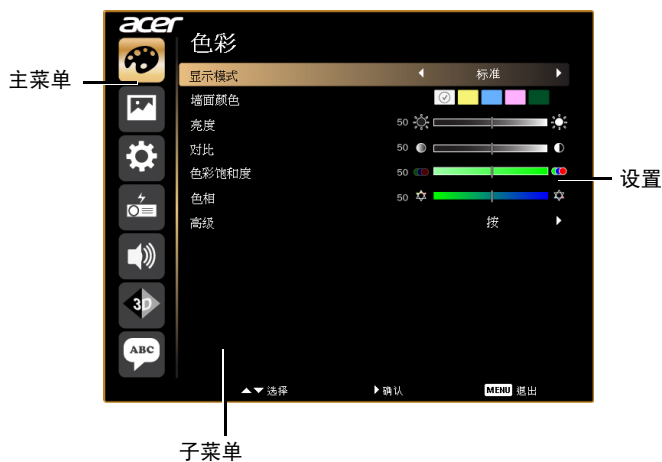 acer
色彩
主菜单
显示模式 标准
墙面颜色
亮度 50
对比 50
色彩饱和度 50
设置
色相 50
高级 按
3D
ABC
选择 确认 MENU 退出
子菜单